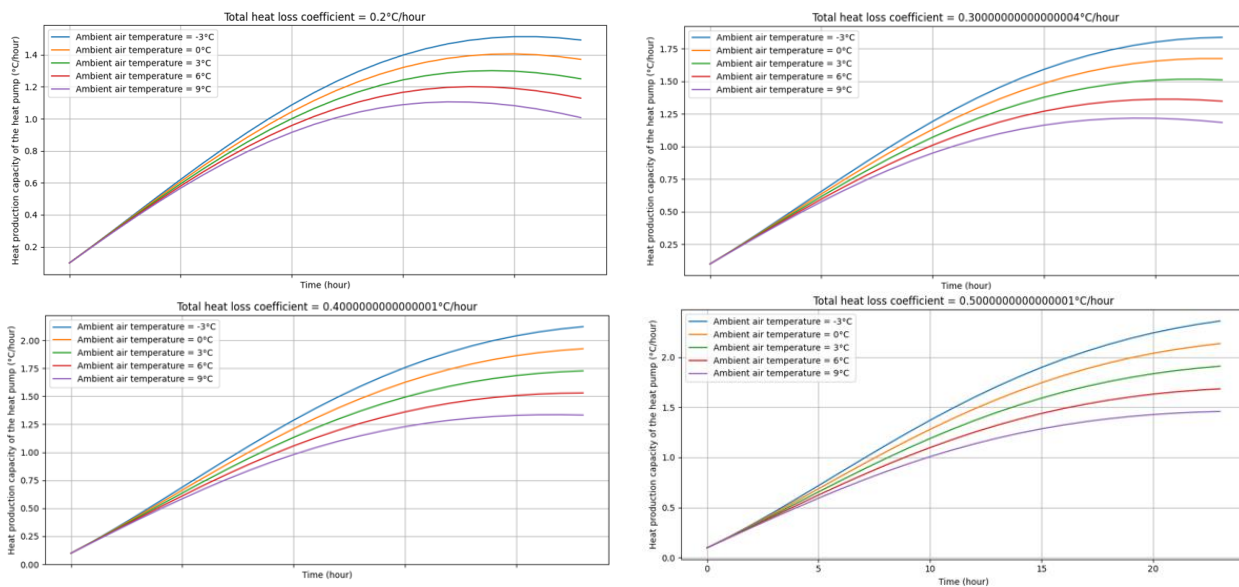 Total heat loss coefficient = 0.2°C/hour
Heat production capacity of the heat pump (°C/hour)
1.4
1.2
1.0
0.8
0.6
0.4
0.2
Ambient air temperature = -3°C
Ambient air temperature = 0°C
Ambient air temperature = 3°C
Ambient air temperature = 6°C
Ambient air temperature = 9°C
Time (hour)
Total heat loss coefficient = 0.30000000000000004°C/hour
Heat production capacity of the heat pump (°C/hour)
1.75
1.50
1.25
1.00
0.75
0.50
0.25
Ambient air temperature = -3°C
Ambient air temperature = 0°C
Ambient air temperature = 3°C
Ambient air temperature = 6°C
Ambient air temperature = 9°C
Time (hour)
Total heat loss coefficient = 0.4000000000000001°C/hour
Heat production capacity of the heat pump (°C/hour)
2.00
1.75
1.50
1.25
1.00
0.75
0.50
0.25
0.00
Ambient air temperature = -3°C
Ambient air temperature = 0°C
Ambient air temperature = 3°C
Ambient air temperature = 6°C
Ambient air temperature = 9°C
Time (hour)
Total heat loss coefficient = 0.5000000000000001°C/hour
Heat production capacity of the heat pump (°C/hour)
2.0
1.5
1.0
0.5
0.0
Ambient air temperature = -3°C
Ambient air temperature = 0°C
Ambient air temperature = 3°C
Ambient air temperature = 6°C
Ambient air temperature = 9°C
0 5 10 15 20
Time (hour)